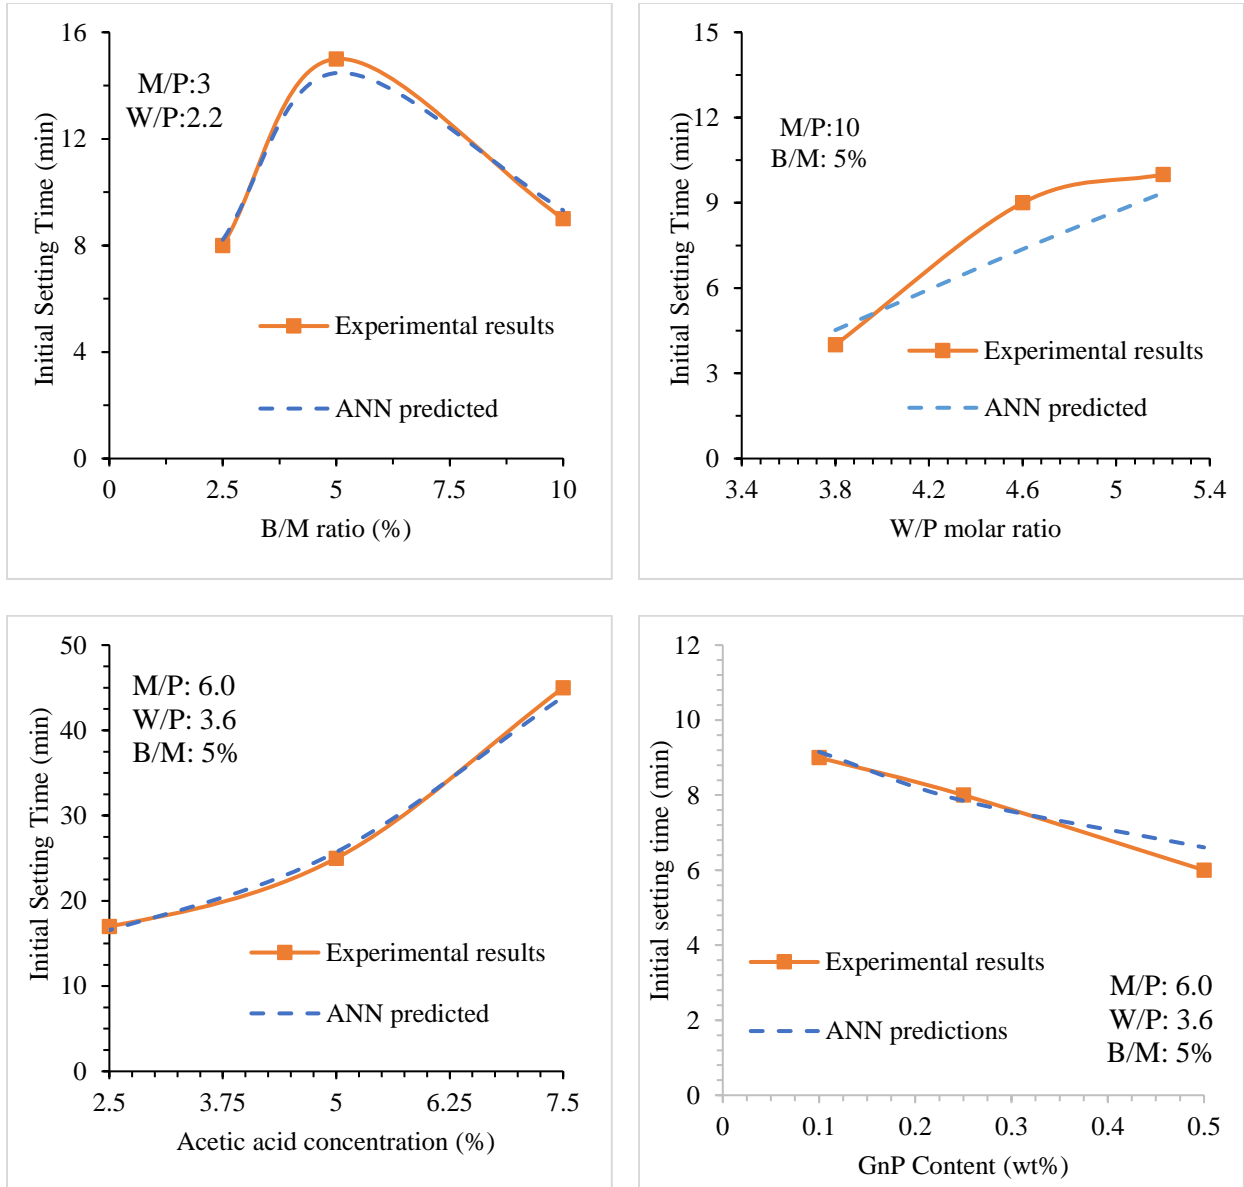 16
12
8
4
0
0
2.5
5
7.5
10
Initial Setting Time (min)
B/M ratio (%)
M/P:3
W/P:2.2
Experimental results
ANN predicted
15
12
9
6
3
0
3.4
3.8
4.2
4.6
5
5.4
Initial Setting Time (min)
W/P molar ratio
M/P:10
B/M: 5%
Experimental results
ANN predicted
50
40
30
20
10
0
2.5
3.75
5
6.25
7.5
Initial Setting Time (min)
Acetic acid concentration (%)
M/P: 6.0
W/P: 3.6
B/M: 5%
Experimental results
ANN predicted
12
10
8
6
4
2
0
0
0.1
0.2
0.3
0.4
0.5
Initial setting time (min)
GnP Content (wt%)
Experimental results
ANN predictions
M/P: 6.0
W/P: 3.6
B/M: 5%